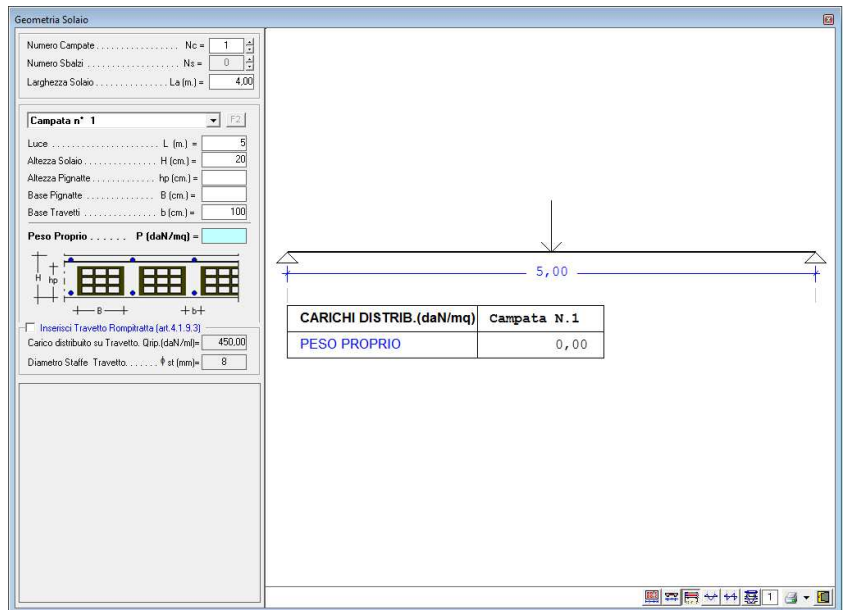 Geometria Solaio
Numero Campate . . . . . . . . . . . . . . . . Nc = 1
Numero Sbalzi . . . . . . . . . . . . . . . . . . Ns = 0
Larghezza Solaio . . . . . . . . . . . . . . La (m.) = 4,00
Campata n° 1 F2
Luce . . . . . . . . . . . . . . . . . . . . . L (m.) = 5
Altezza Solaio . . . . . . . . . . . . . . H (cm.) = 20
Altezza Pignatte . . . . . . . . . . . . hp (cm.) =
Base Pignatte . . . . . . . . . . . . . B (cm.) =
Base Travetti . . . . . . . . . . . . . . b (cm.) = 100
Peso Proprio . . . . . . P (daN/mq) =
H hp
B b
Inserisci Travetto Rompitratta (art.4.1.9.3)
Carico distribuito su Travetto. Qrip.(daN/ml)= 450,00
Diametro Staffe Travetto. . . . . . . ϕ st (mm)= 8
5,00
CARICHI DISTRIB.(daN/mq) Campata N.1
PESO PROPRIO 0,00
1